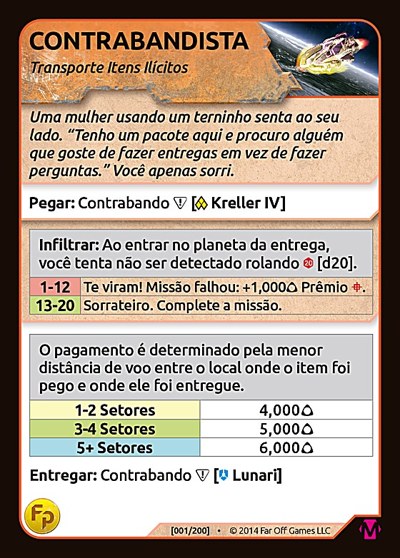 CONTRABANDISTA
Transporte Itens Ilícitos
Uma mulher usando um terninho senta ao seu
lado. “Tenho um pacote aqui e procuro alguém
que goste de fazer entregas em vez de fazer
perguntas.” Você apenas sorri.
Pegar: Contrabando [Kreller IV]
Infiltrar: Ao entrar no planeta da entrega,
você tenta não ser detectado rolando [d20].
1-12 Te viram! Missão falhou: +1,000 Prêmio.
13-20 Sorrateiro. Complete a missão.
O pagamento é determinado pela menor
distância de voo entre o local onde o item foi
pego e onde ele foi entregue.
1-2 Setores 4,000
3-4 Setores 5,000
5+ Setores 6,000
Entregar: Contrabando [Lunari]
Fp
[001/200] • © 2014 Far Off Games LLC